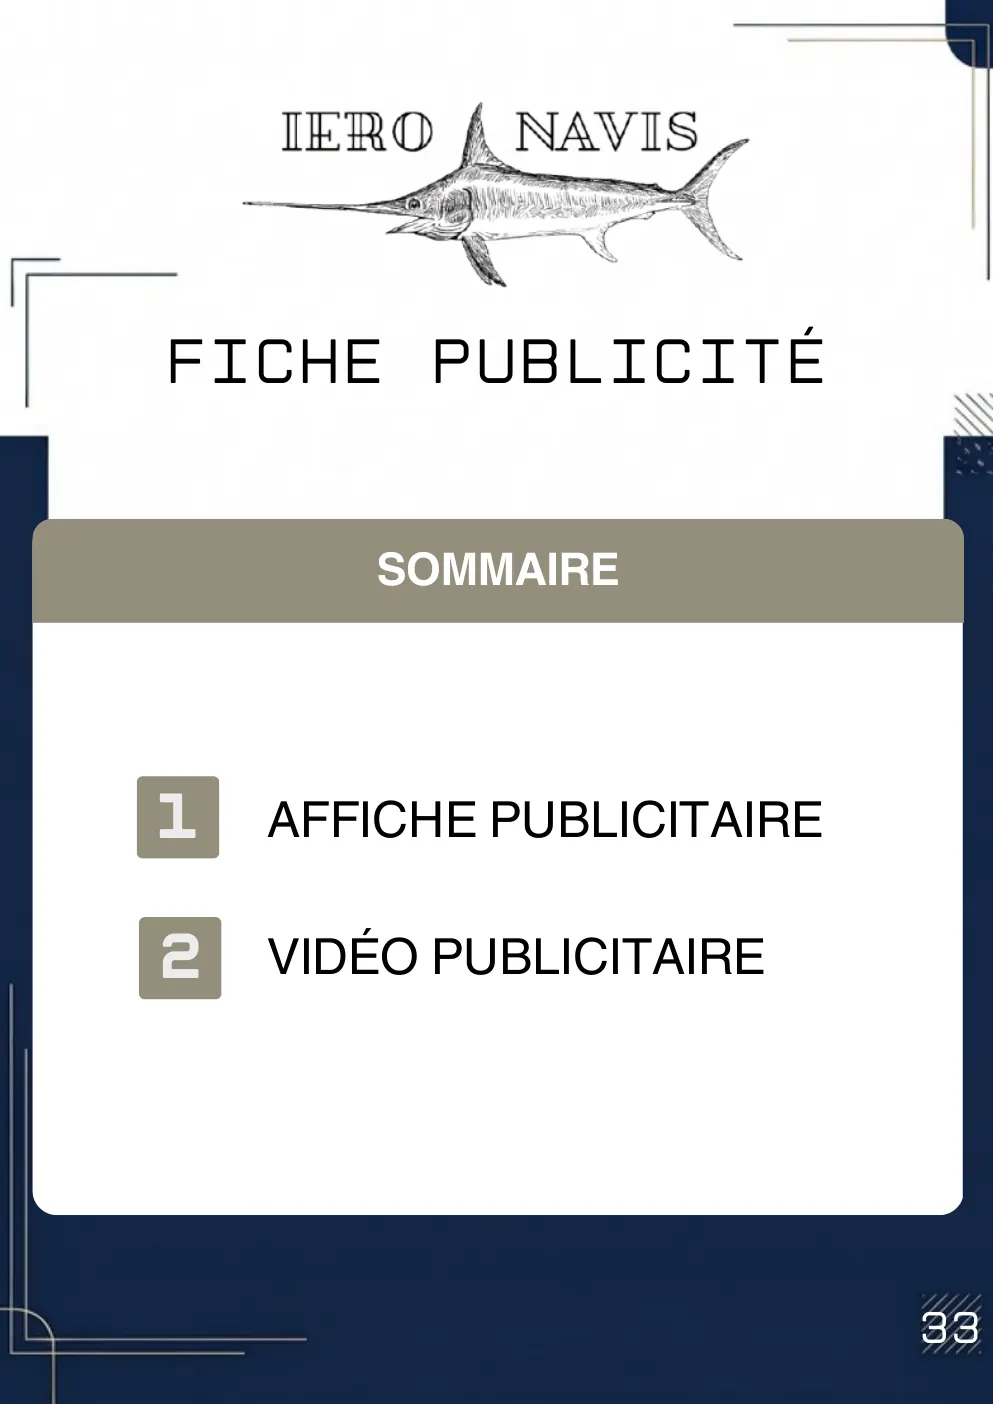 IERO NAVIS
FICHE PUBLICITÉ
SOMMAIRE
1 AFFICHE PUBLICITAIRE
2 VIDÉO PUBLICITAIRE
33